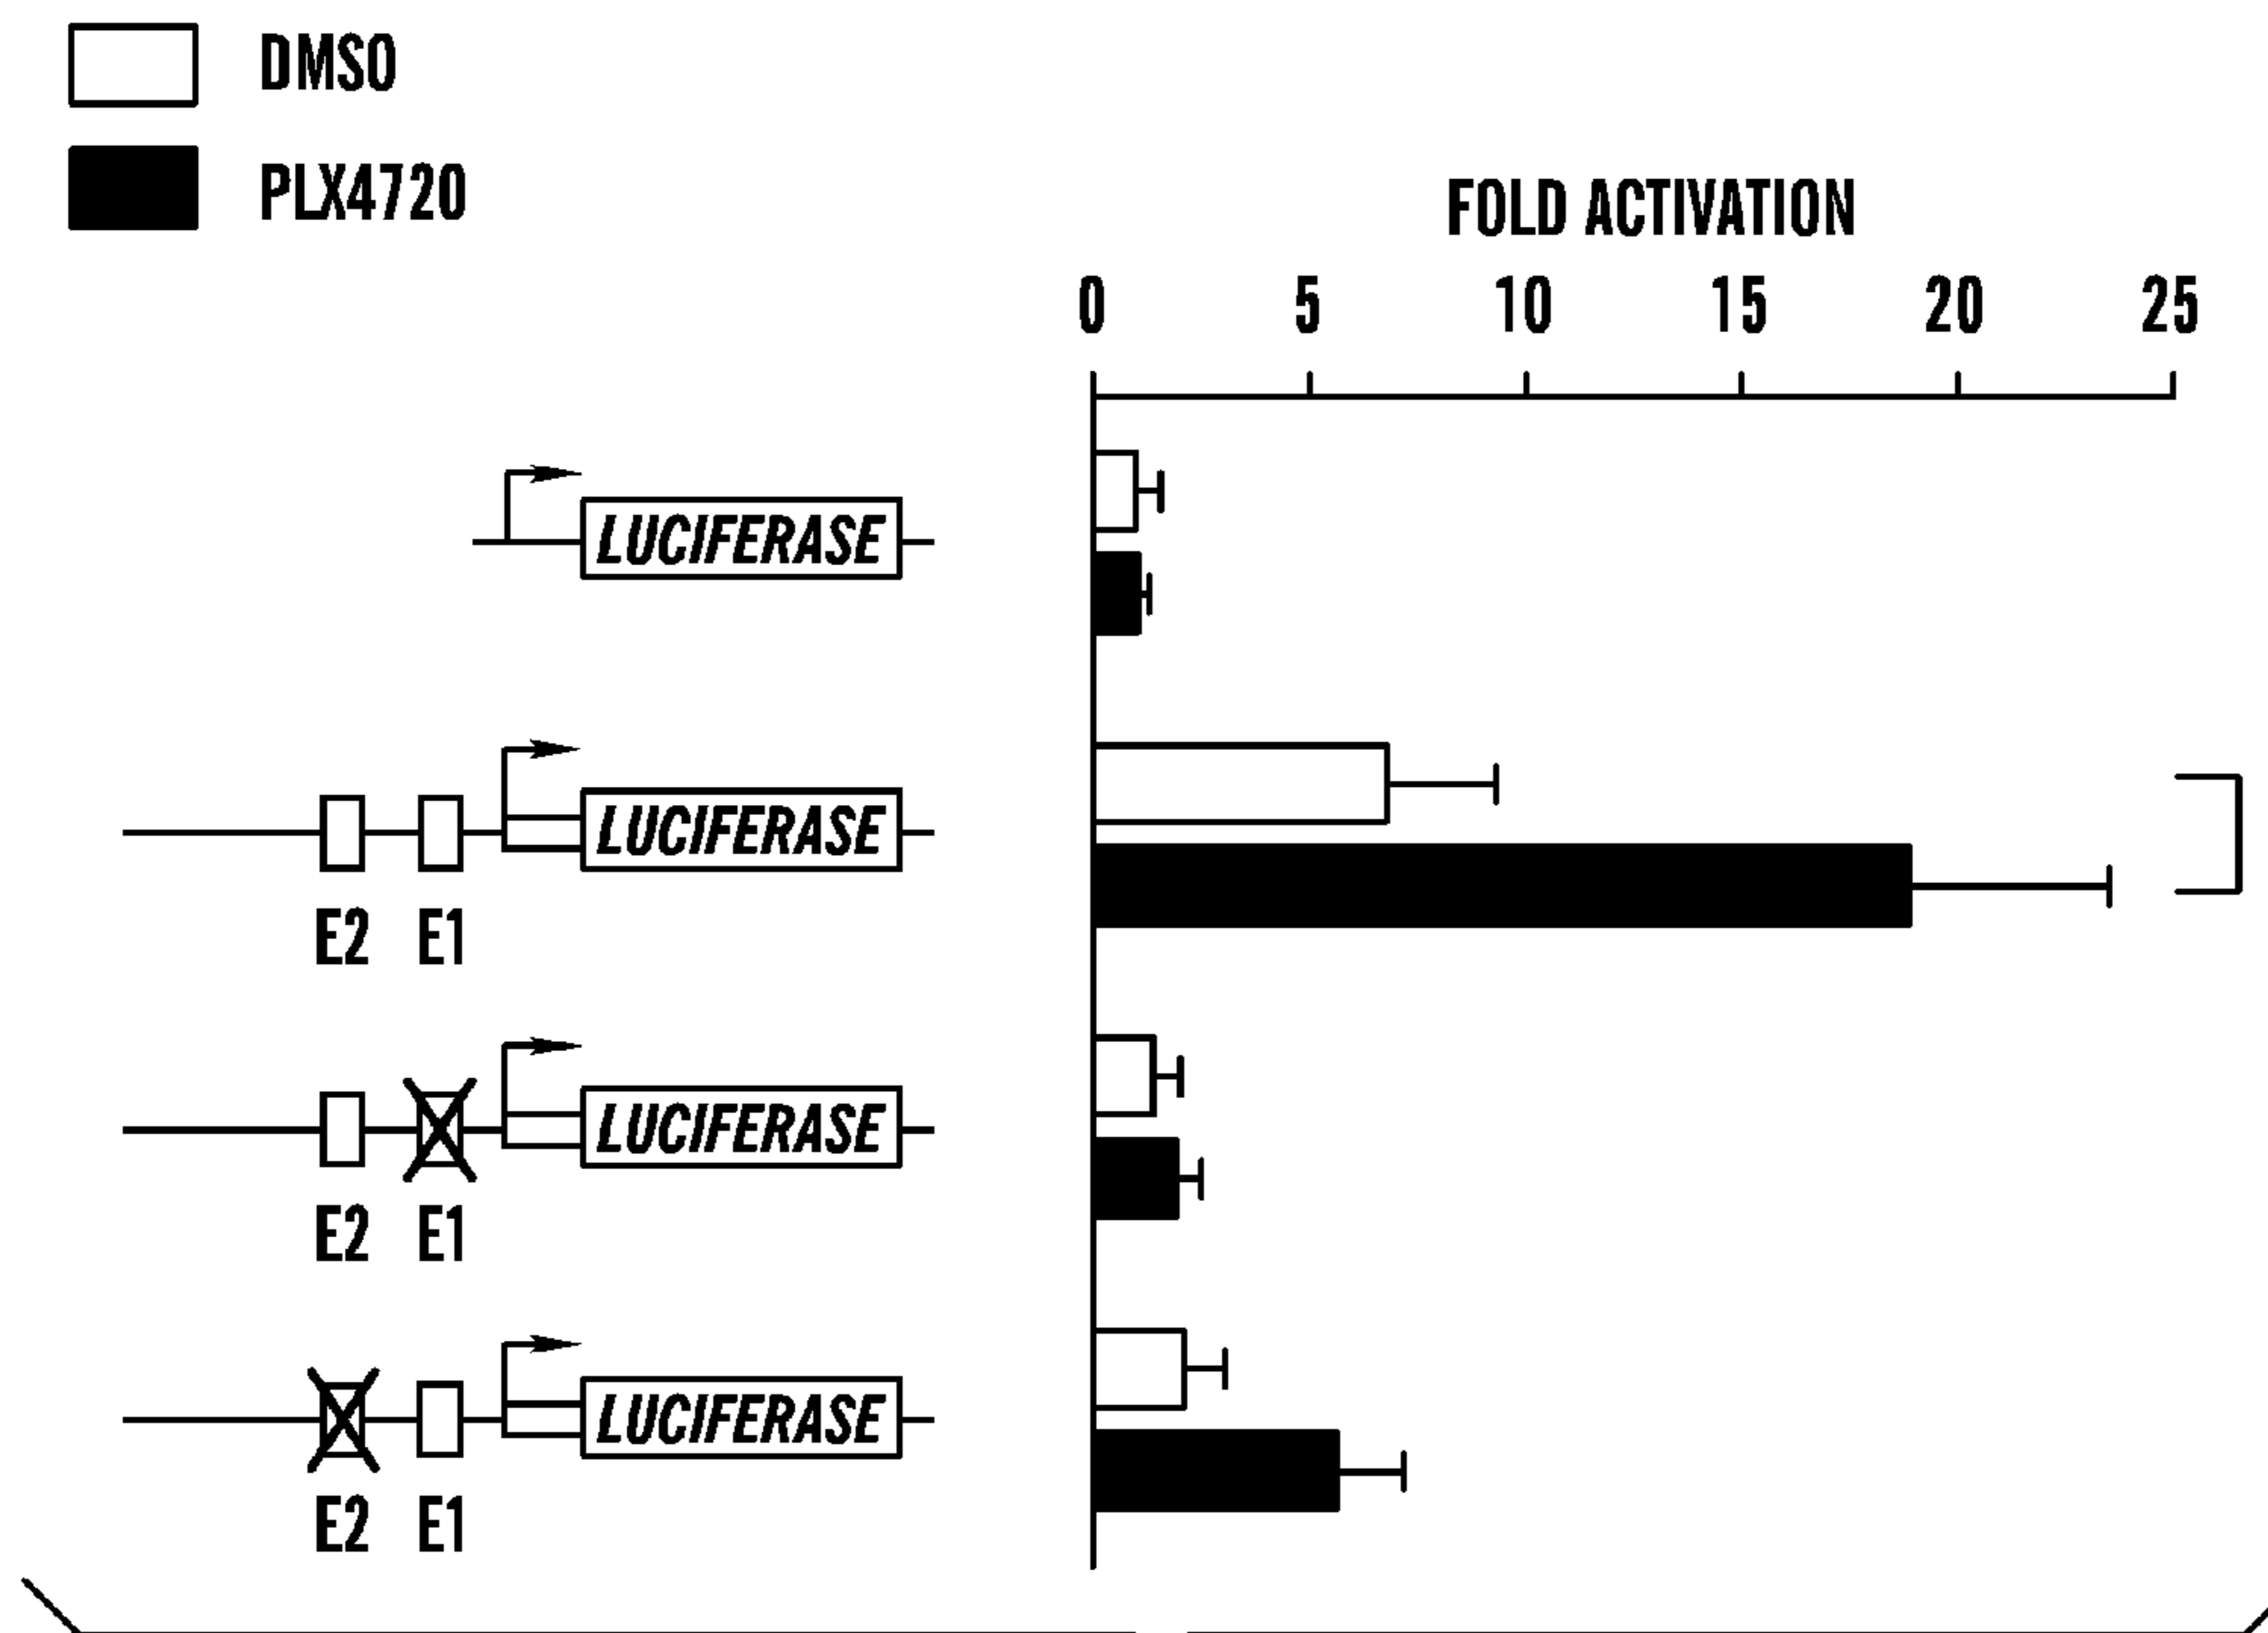 DMSO
PLX4720
FOLD ACTIVATION
0 5 10 15 20 25
LUCIFERASE
LUCIFERASE
E2 E1
LUCIFERASE
E2 E1
LUCIFERASE
E2 E1